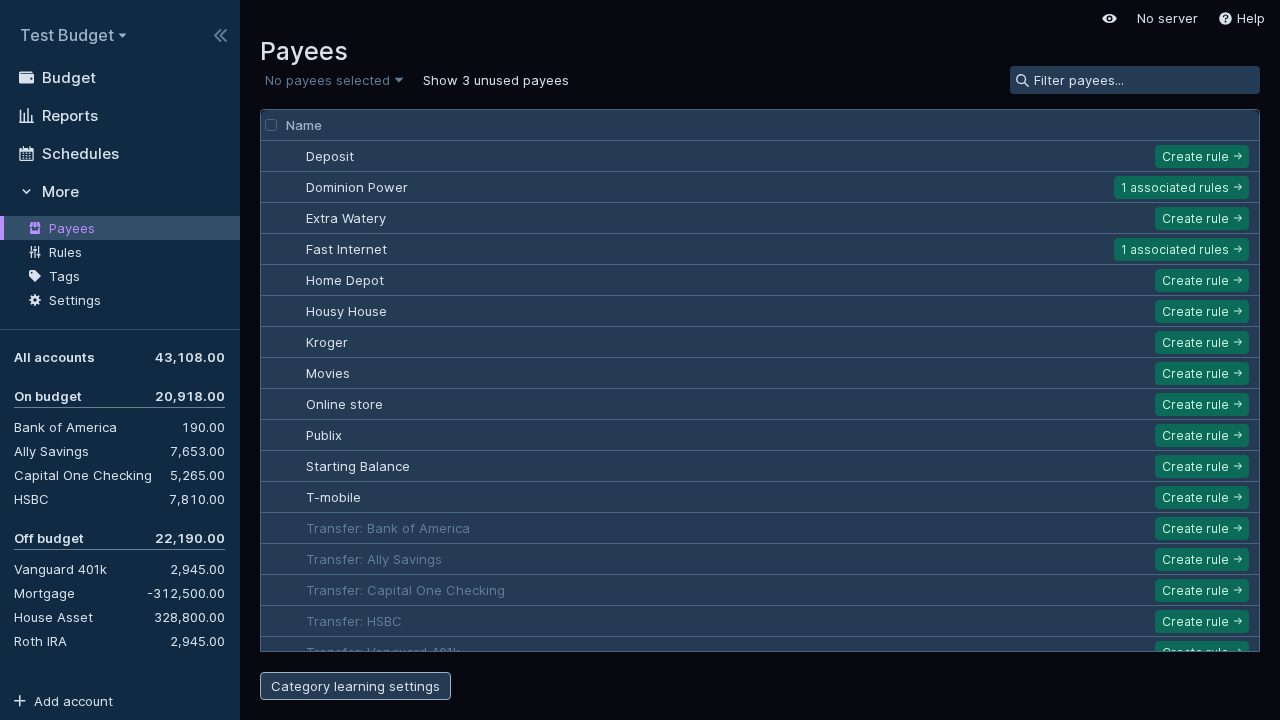 Test Budget
Budget
Reports
Schedules
More
Payees
Rules
Tags
Settings
All accounts 43,108.00
On budget 20,918.00
Bank of America 190.00
Ally Savings 7,653.00
Capital One Checking 5,265.00
HSBC 7,810.00
Off budget 22,190.00
Vanguard 401k 2,945.00
Mortgage -312,500.00
House Asset 328,800.00
Roth IRA 2,945.00
Add account
No server Help
Payees
No payees selected Show 3 unused payees Filter payees...
Name
Deposit Create rule
Dominion Power 1 associated rules
Extra Watery Create rule
Fast Internet 1 associated rules
Home Depot Create rule
Housy House Create rule
Kroger Create rule
Movies Create rule
Online store Create rule
Publix Create rule
Starting Balance Create rule
T-mobile Create rule
Transfer: Bank of America Create rule
Transfer: Ally Savings Create rule
Transfer: Capital One Checking Create rule
Transfer: HSBC Create rule
Transfer: Vanguard 401k Create rule
Category learning settings